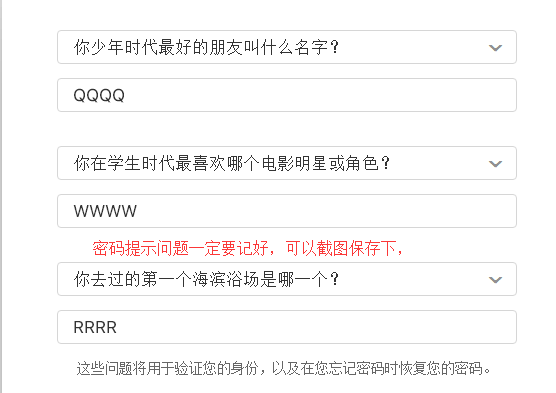 你少年时代最好的朋友叫什么名字？
QQQQ
你在学生时代最喜欢哪个电影明星或角色？
WWWW
密码提示问题一定要记好，可以截图保存下，
你去过的第一个海滨浴场是哪一个？
RRRR
这些问题将用于验证您的身份，以及在您忘记密码时恢复您的密码。